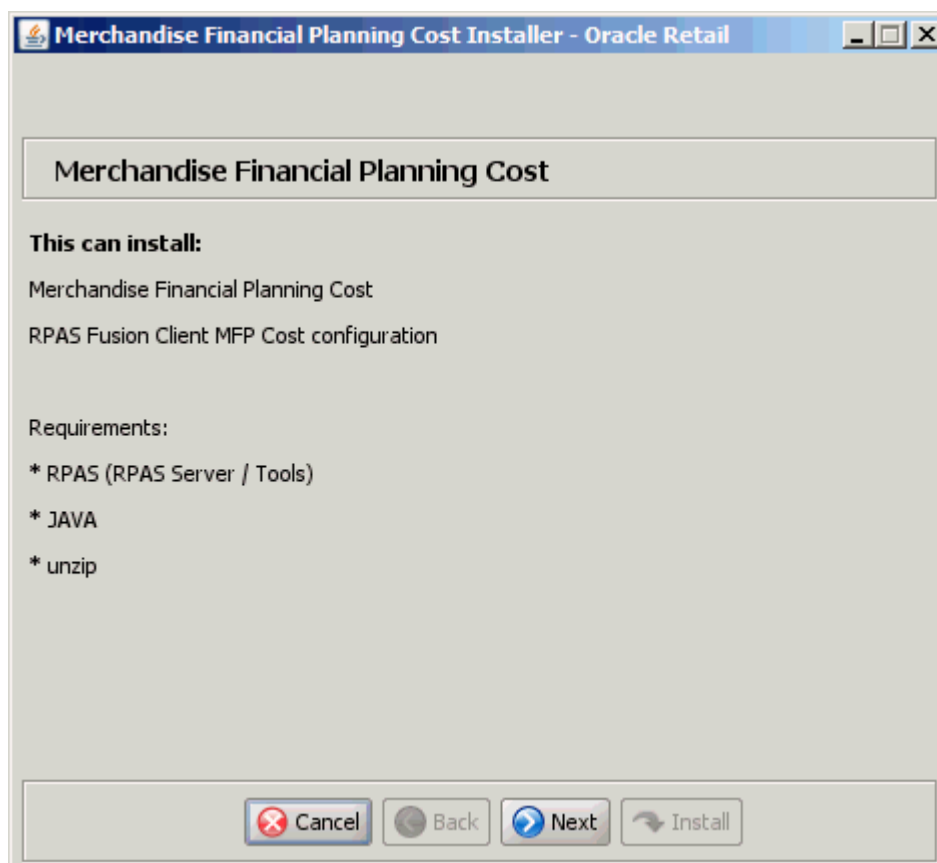 Merchandise Financial Planning Cost Installer - Oracle Retail
Merchandise Financial Planning Cost
This can install:
Merchandise Financial Planning Cost
RPAS Fusion Client MFP Cost configuration
Requirements:
* RPAS (RPAS Server / Tools)
* JAVA
* unzip
Cancel Back Next Install